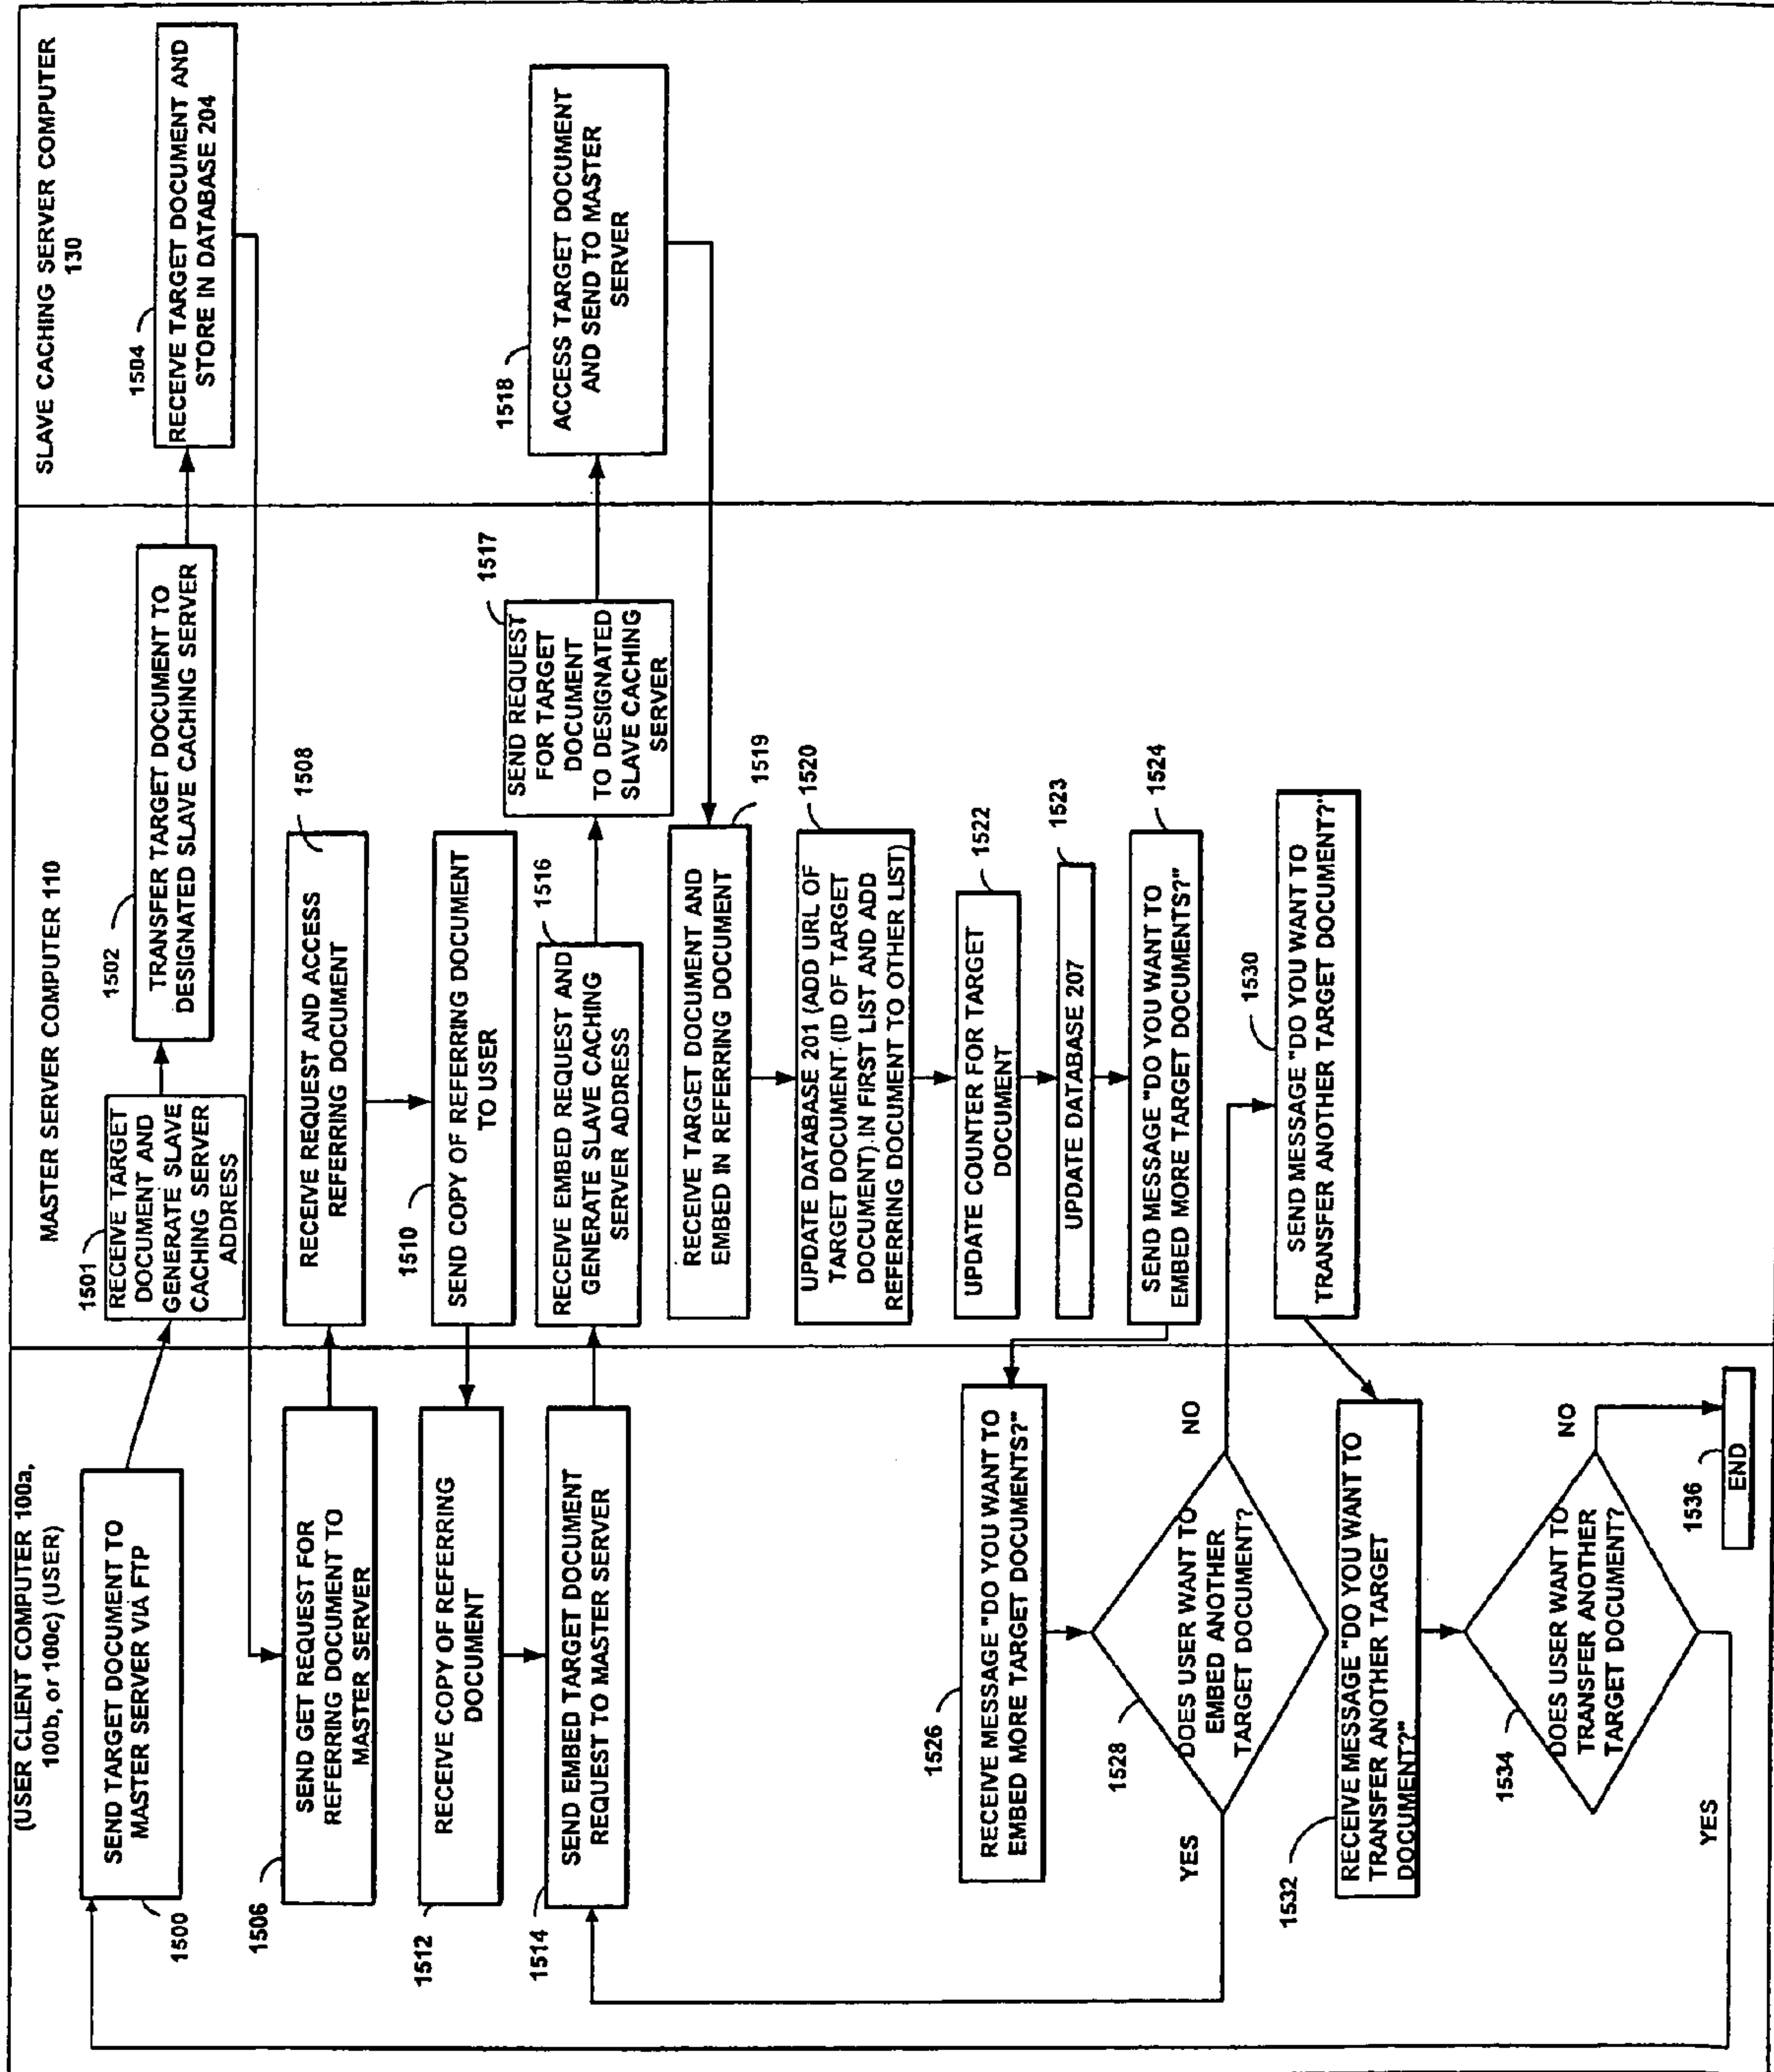 (USER CLIENT COMPUTER 100a,
100b, or 100c) (USER)
MASTER SERVER COMPUTER 110
SLAVE CACHING SERVER COMPUTER
130
1500
SEND TARGET DOCUMENT TO
MASTER SERVER VIA FTP
1501
RECEIVE TARGET
DOCUMENT AND
GENERATE SLAVE
CACHING SERVER
ADDRESS
1502
TRANSFER TARGET DOCUMENT TO
DESIGNATED SLAVE CACHING SERVER
1504
RECEIVE TARGET DOCUMENT AND
STORE IN DATABASE 204
1506
SEND GET REQUEST FOR
REFERRING DOCUMENT TO
MASTER SERVER
1508
RECEIVE REQUEST AND ACCESS
REFERRING DOCUMENT
1510
SEND COPY OF REFERRING DOCUMENT
TO USER
1512
RECEIVE COPY OF REFERRING
DOCUMENT
1514
SEND EMBED TARGET DOCUMENT
REQUEST TO MASTER SERVER
1516
RECEIVE EMBED REQUEST AND
GENERATE SLAVE CACHING
SERVER ADDRESS
1517
SEND REQUEST
FOR TARGET
DOCUMENT
TO DESIGNATED
SLAVE CACHING
SERVER
1518
ACCESS TARGET DOCUMENT
AND SEND TO MASTER
SERVER
1519
RECEIVE TARGET DOCUMENT AND
EMBED IN REFERRING DOCUMENT
1520
UPDATE DATABASE 201 (ADD URL OF
TARGET DOCUMENT (ID OF TARGET
DOCUMENT) IN FIRST LIST AND ADD
REFERRING DOCUMENT TO OTHER LIST)
1522
UPDATE COUNTER FOR TARGET
DOCUMENT
1523
UPDATE DATABASE 207
1524
SEND MESSAGE "DO YOU WANT TO
EMBED MORE TARGET DOCUMENTS?"
1526
RECEIVE MESSAGE "DO YOU WANT TO
EMBED MORE TARGET DOCUMENTS?"
1528
DOES USER WANT TO
EMBED ANOTHER
TARGET DOCUMENT?
YES
NO
1530
SEND MESSAGE "DO YOU WANT TO
TRANSFER ANOTHER TARGET DOCUMENT?"
1532
RECEIVE MESSAGE "DO YOU WANT TO
TRANSFER ANOTHER TARGET
DOCUMENT?"
1534
DOES USER WANT TO
TRANSFER ANOTHER
TARGET DOCUMENT?
YES
NO
1536
END